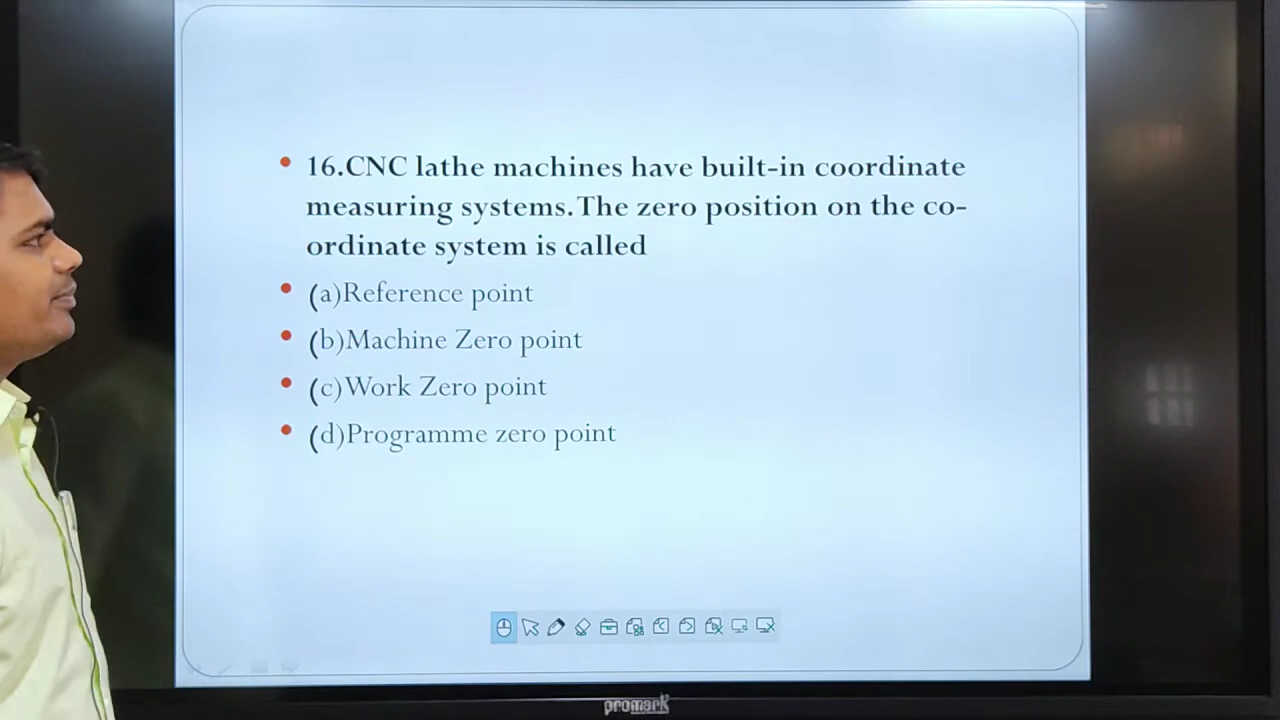 16.CNC lathe machines have built-in coordinate
measuring systems.The zero position on the co-
ordinate system is called
(a)Reference point
(b)Machine Zero point
(c)Work Zero point
(d)Programme zero point
promark